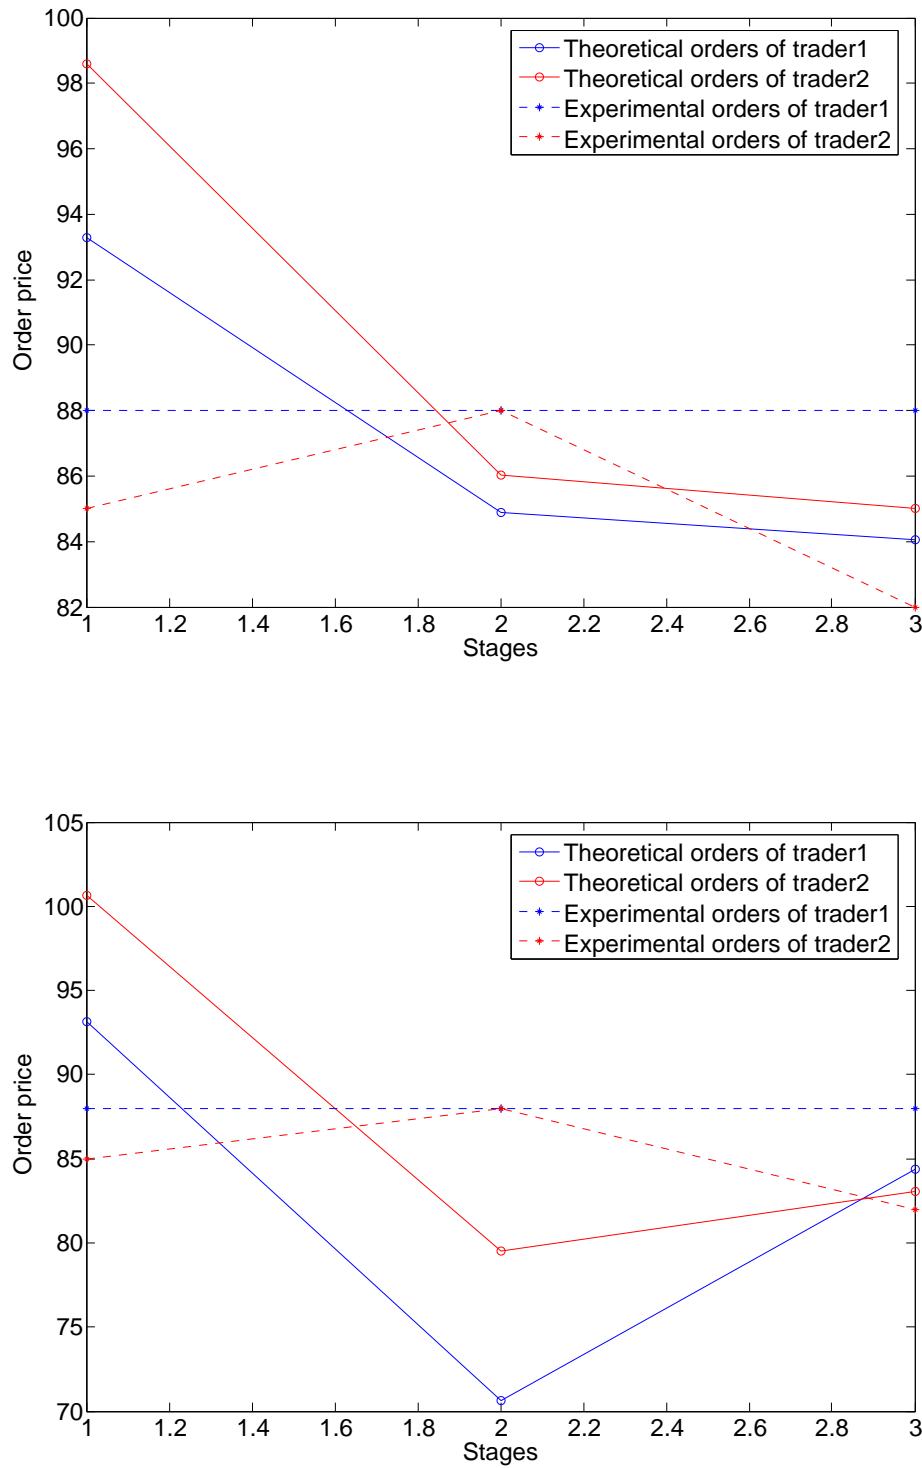 100
98
96
94
92
90
88
86
84
82
Order price
1 1.2 1.4 1.6 1.8 2 2.2 2.4 2.6 2.8 3
Stages
Theoretical orders of trader1
Theoretical orders of trader2
Experimental orders of trader1
Experimental orders of trader2
105
100
95
90
85
80
75
70
Order price
1 1.2 1.4 1.6 1.8 2 2.2 2.4 2.6 2.8 3
Stages
Theoretical orders of trader1
Theoretical orders of trader2
Experimental orders of trader1
Experimental orders of trader2